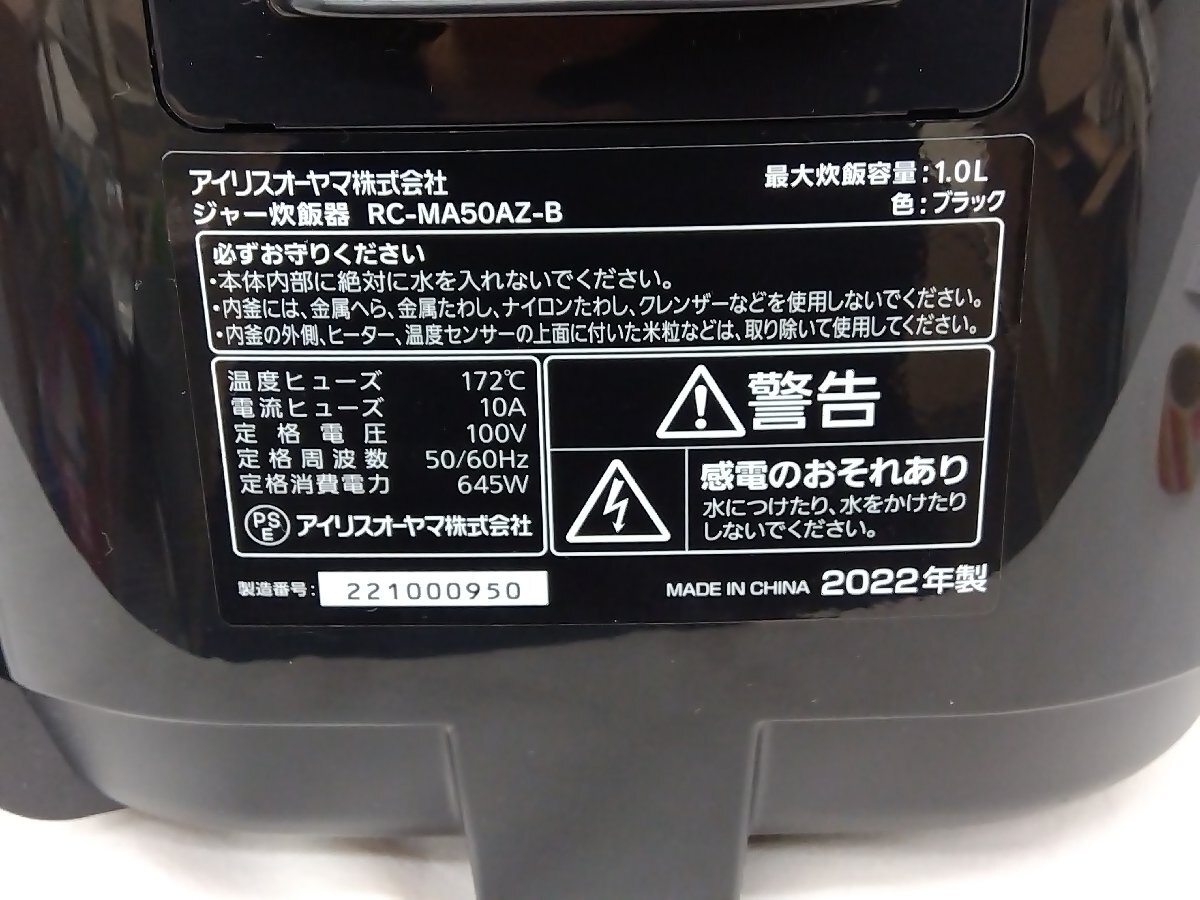 アイリスオーヤマ株式会社
ジャー炊飯器 RC-MA50AZ-B
最大炊飯容量:1.0L
色:ブラック
必ずお守りください
・本体内部に絶対に水を入れないでください。
・内釜には、金属へら、金属たわし、ナイロンたわし、クレンザーなどを使用しないでください。
・内釜の外側、ヒーター、温度センサーの上面に付いた米粒などは、取り除いて使用してください。
温度ヒューズ 172℃
電流ヒューズ 10A
定格電圧 100V
定格周波数 50/60Hz
定格消費電力 645W
PSE アイリスオーヤマ株式会社
警告
感電のおそれあり
水につけたり、水をかけたり
しないでください。
製造番号: 221000950
MADE IN CHINA 2022年製